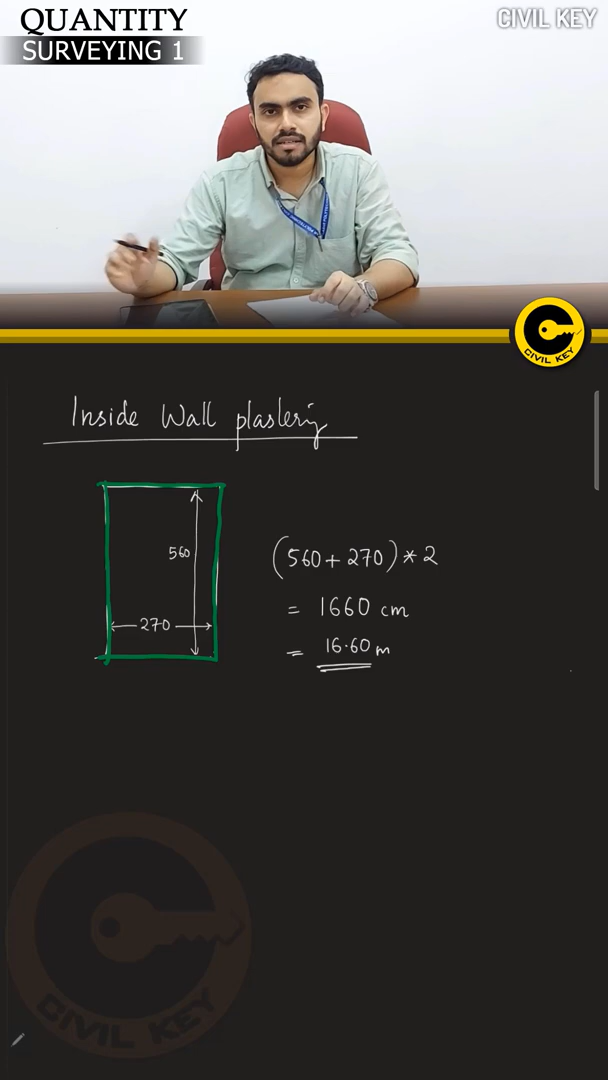 QUANTITY
SURVEYING 1
CIVIL KEY
CIVIL KEY
Inside Wall plastering
560
270
(560 + 270) * 2
= 1660 cm
= 16.60 m
CIVIL KEY